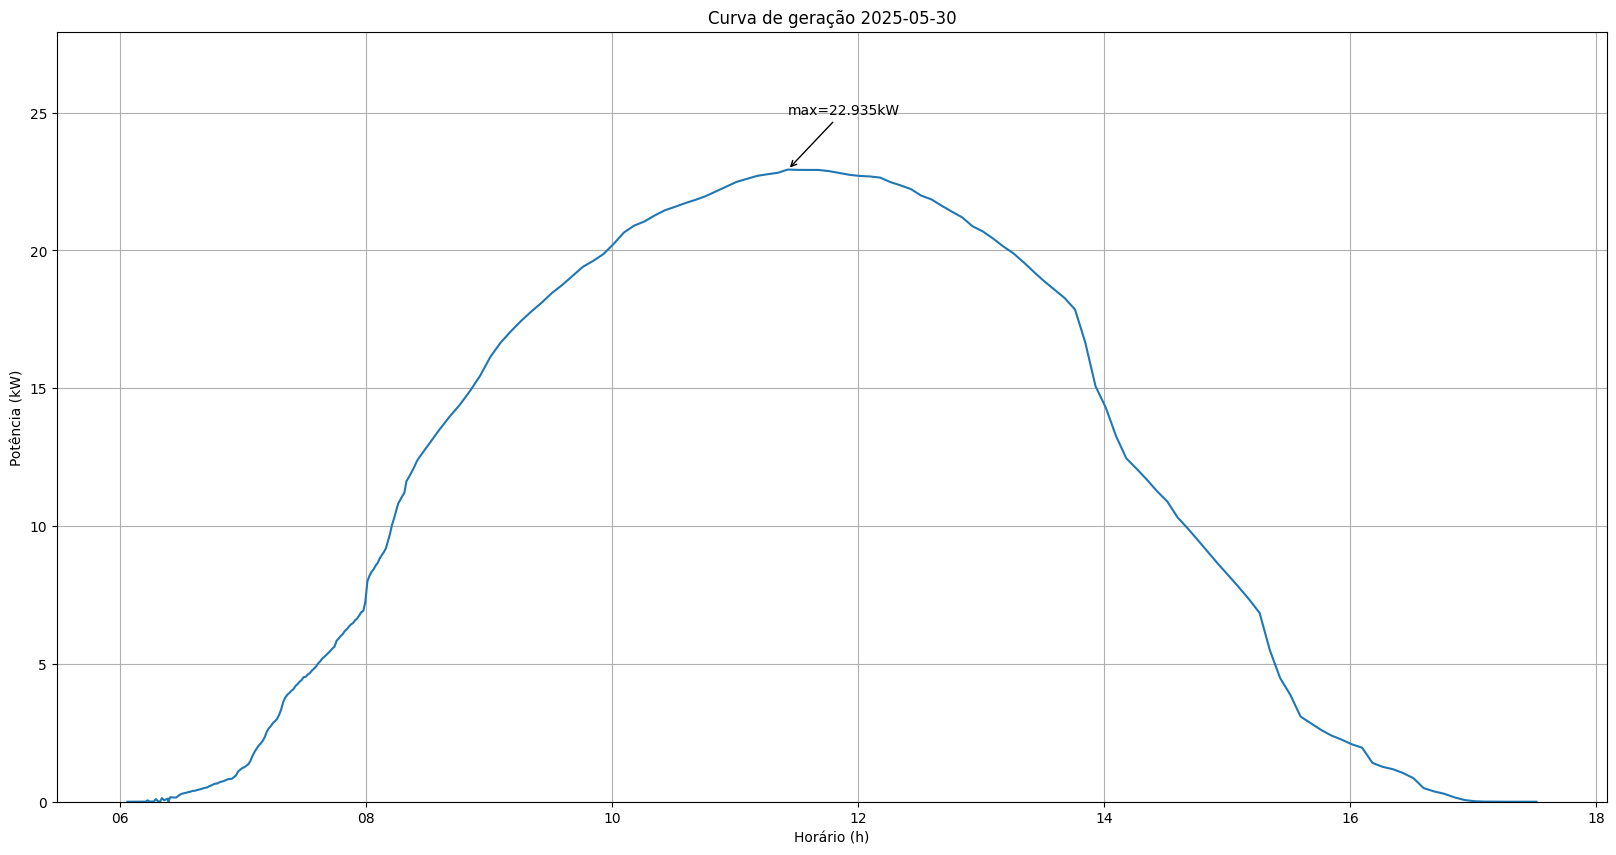 Curva de geração 2025-05-30
max=22.935kW
25
20
15
10
5
0
Potência (kW)
06 08 10 12 14 16 18
Horário (h)